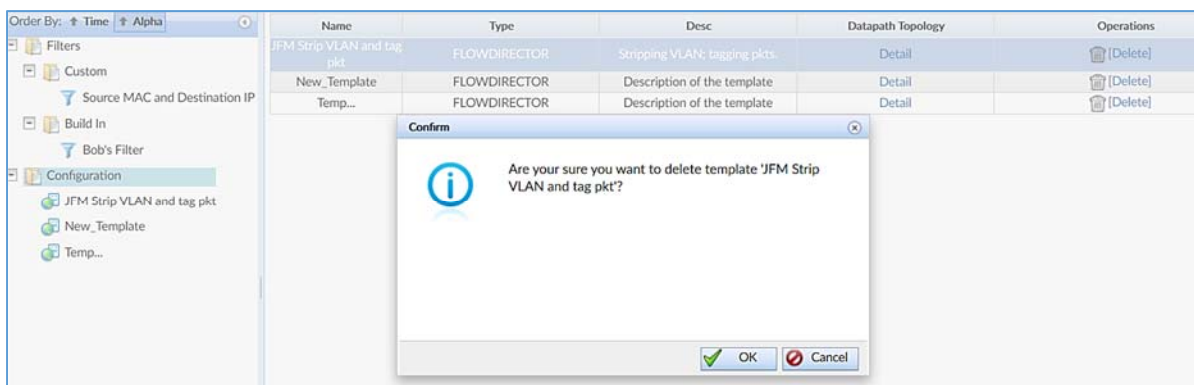 Order By: Time Alpha
Filters
Custom
Source MAC and Destination IP
Build In
Bob's Filter
Configuration
JFM Strip VLAN and tag pkt
New_Template
Temp...
Name Type Desc Datapath Topology Operations
JFM Strip VLAN and tag
pkt
FLOWDIRECTOR Stripping VLAN; tagging pkts. Detail [Delete]
New_Template FLOWDIRECTOR Description of the template Detail [Delete]
Temp... FLOWDIRECTOR Description of the template Detail [Delete]
Confirm
Are your sure you want to delete template 'JFM Strip
VLAN and tag pkt'?
OK Cancel